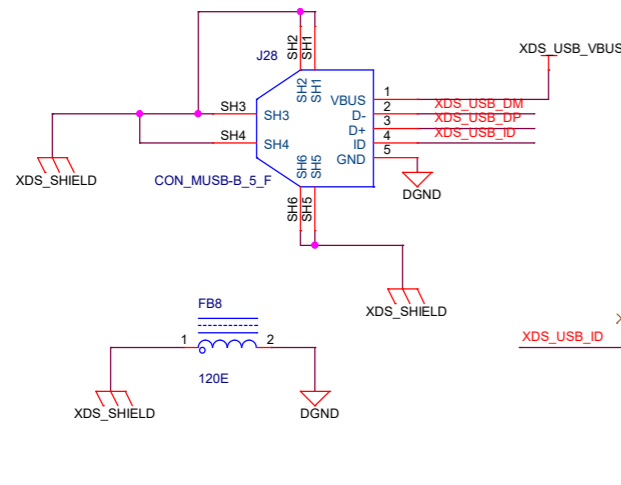 SH2
SH1
J28
XDS_USB_VBUS
SH2
SH1
VBUS
1
XDS_USB_DM
SH3
SH3
D-
2
XDS_USB_DP
D+
3
XDS_USB_ID
SH4
SH4
ID
4
GND
5
SH6
SH5
XDS_SHIELD
CON_MUSB-B_5_F
DGND
SH6
SH5
XDS_SHIELD
FB8
1
2
XDS_USB_ID
120E
XDS_SHIELD
DGND